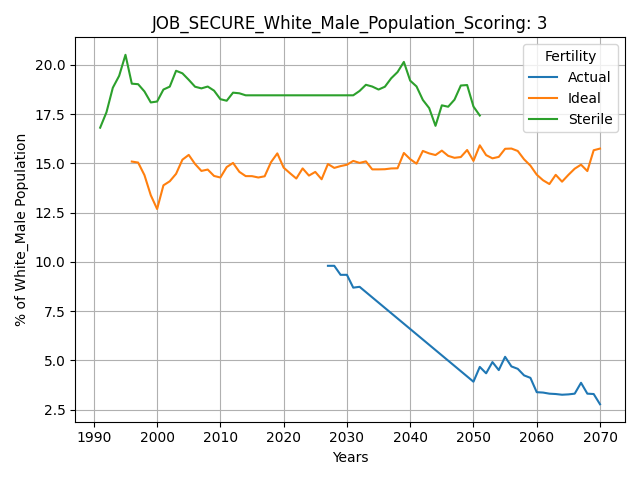 JOB_SECURE_White_Male_Population_Scoring: 3
Fertility
Actual
Ideal
Sterile
% of White_Male Population
20.0
17.5
15.0
12.5
10.0
7.5
5.0
2.5
1990 2000 2010 2020 2030 2040 2050 2060 2070
Years